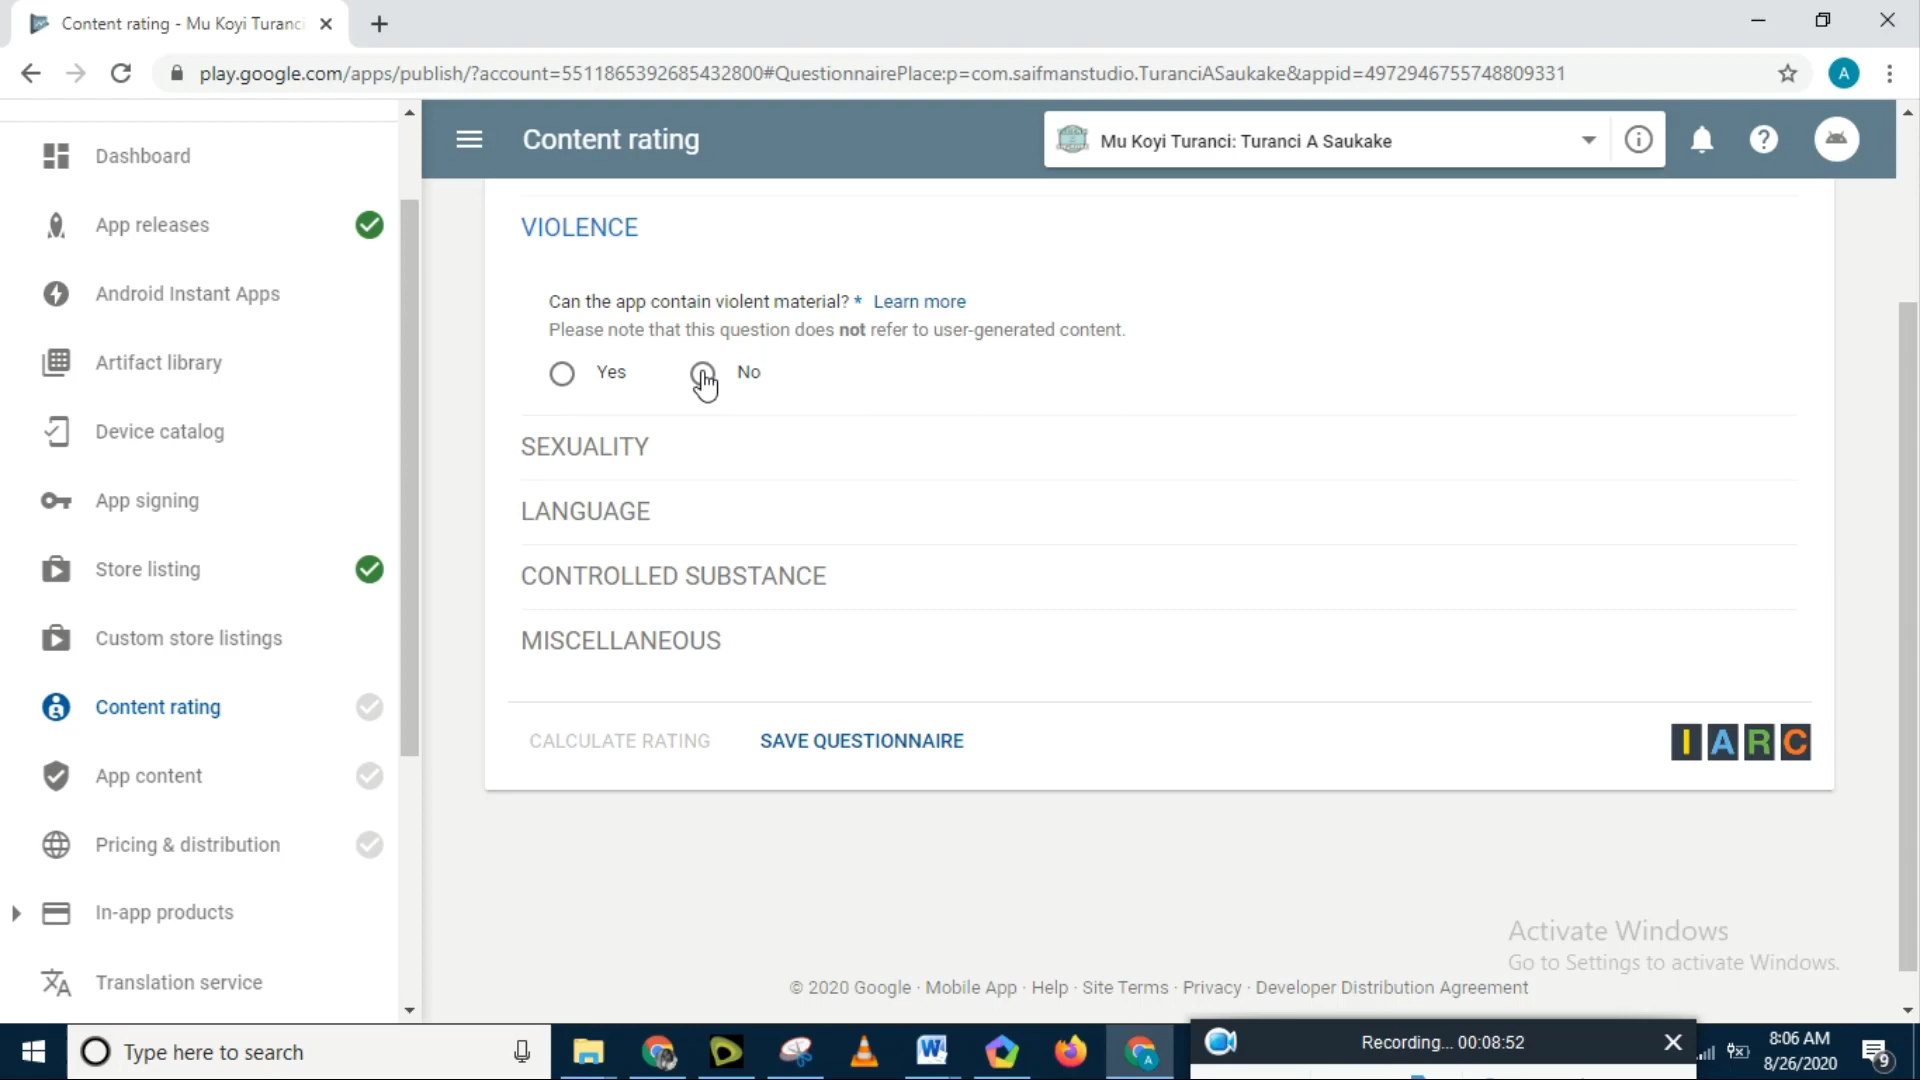 Content rating - Mu Koyi Turanci
play.google.com/apps/publish/?account=5511865392685432800#QuestionnairePlace:p=com.saifmanstudio.TuranciASaukake&appid=4972946755748809331
A
Content rating
Mu Koyi Turanci: Turanci A Saukake
Dashboard
App releases
Android Instant Apps
Artifact library
Device catalog
App signing
Store listing
Custom store listings
Content rating
App content
Pricing & distribution
In-app products
Translation service
VIOLENCE
Can the app contain violent material? * Learn more
Please note that this question does not refer to user-generated content.
Yes No
SEXUALITY
LANGUAGE
CONTROLLED SUBSTANCE
MISCELLANEOUS
CALCULATE RATING SAVE QUESTIONNAIRE
IARC
Activate Windows
Go to Settings to activate Windows.
© 2020 Google · Mobile App · Help · Site Terms · Privacy · Developer Distribution Agreement
Type here to search
Recording... 00:08:52
8:06 AM
8/26/2020
9